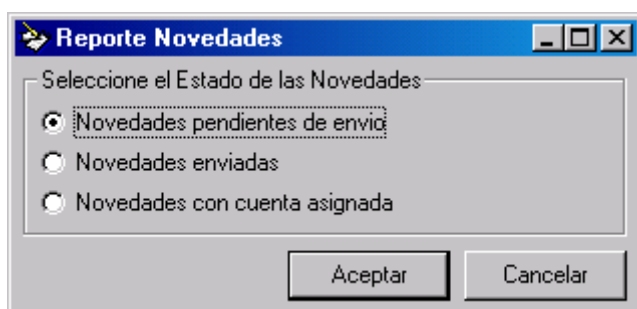 Reporte Novedades
Seleccione el Estado de las Novedades
Novedades pendientes de envio
Novedades enviadas
Novedades con cuenta asignada
Aceptar Cancelar